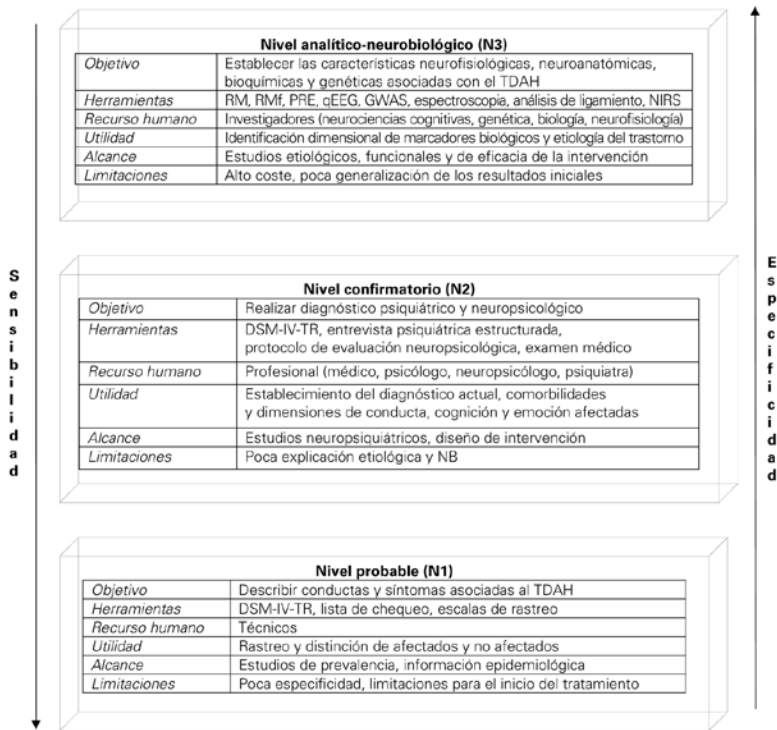 Sensibilidad
Nivel analítico-neurobiológico (N3)
Objetivo Establecer las características neurofisiológicas, neuroanatómicas,
bioquímicas y genéticas asociadas con el TDAH
Herramientas RM, RMf, PRE, qEEG, GWAS, espectroscopia, análisis de ligamiento, NIRS
Recurso humano Investigadores (neurociencias cognitivas, genética, biología, neurofisiología)
Utilidad Identificación dimensional de marcadores biológicos y etiología del trastorno
Alcance Estudios etiológicos, funcionales y de eficacia de la intervención
Limitaciones Alto coste, poca generalización de los resultados iniciales
Nivel confirmatorio (N2)
Objetivo Realizar diagnóstico psiquiátrico y neuropsicológico
Herramientas DSM-IV-TR, entrevista psiquiátrica estructurada,
protocolo de evaluación neuropsicológica, examen médico
Recurso humano Profesional (médico, psicólogo, neuropsicólogo, psiquiatra)
Utilidad Establecimiento del diagnóstico actual, comorbilidades
y dimensiones de conducta, cognición y emoción afectadas
Alcance Estudios neuropsiquiátricos, diseño de intervención
Limitaciones Poca explicación etiológica y NB
Nivel probable (N1)
Objetivo Describir conductas y síntomas asociadas al TDAH
Herramientas DSM-IV-TR, lista de chequeo, escalas de rastreo
Recurso humano Técnicos
Utilidad Rastreo y distinción de afectados y no afectados
Alcance Estudios de prevalencia, información epidemiológica
Limitaciones Poca especificidad, limitaciones para el inicio del tratamiento
Especificidad